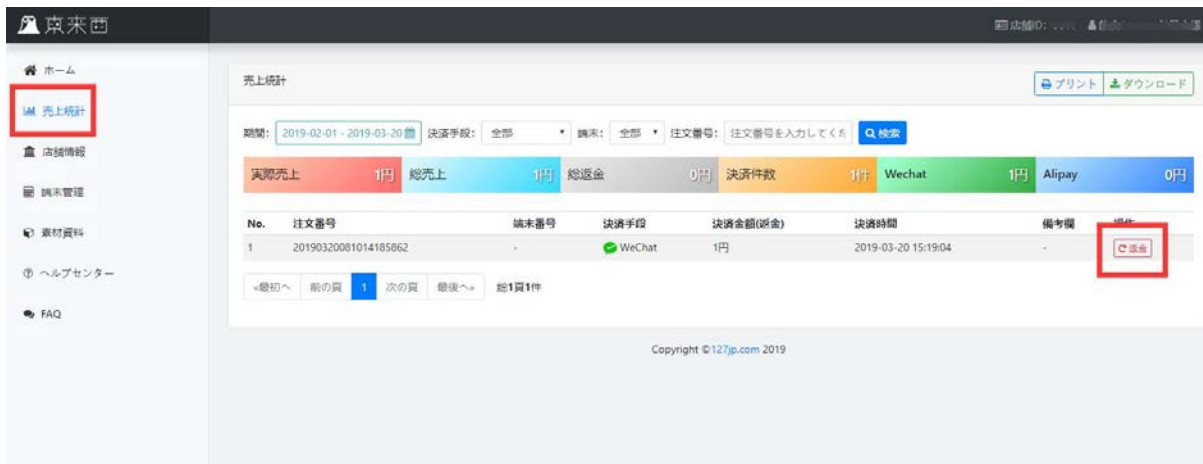 京来西
店舗ID:
ホーム
売上統計
店舗情報
端末管理
素材資料
ヘルプセンター
FAQ
売上統計
プリント ダウンロード
期間: 2019-02-01 - 2019-03-20 決済手段: 全部 端末: 全部 注文番号: 注文番号を入力してくだ 検索
実際売上 1円 総売上 1円 総返金 0円 決済件数 1件 Wechat 1円 Alipay 0円
No. 注文番号 端末番号 決済手段 決済金額(返金) 決済時間 備考欄 操作
1 20190320081014185862 - WeChat 1円 2019-03-20 15:19:04 - 返金
«最初へ 前の頁 1 次の頁 最後へ» 総1頁1件
Copyright ©127jp.com 2019